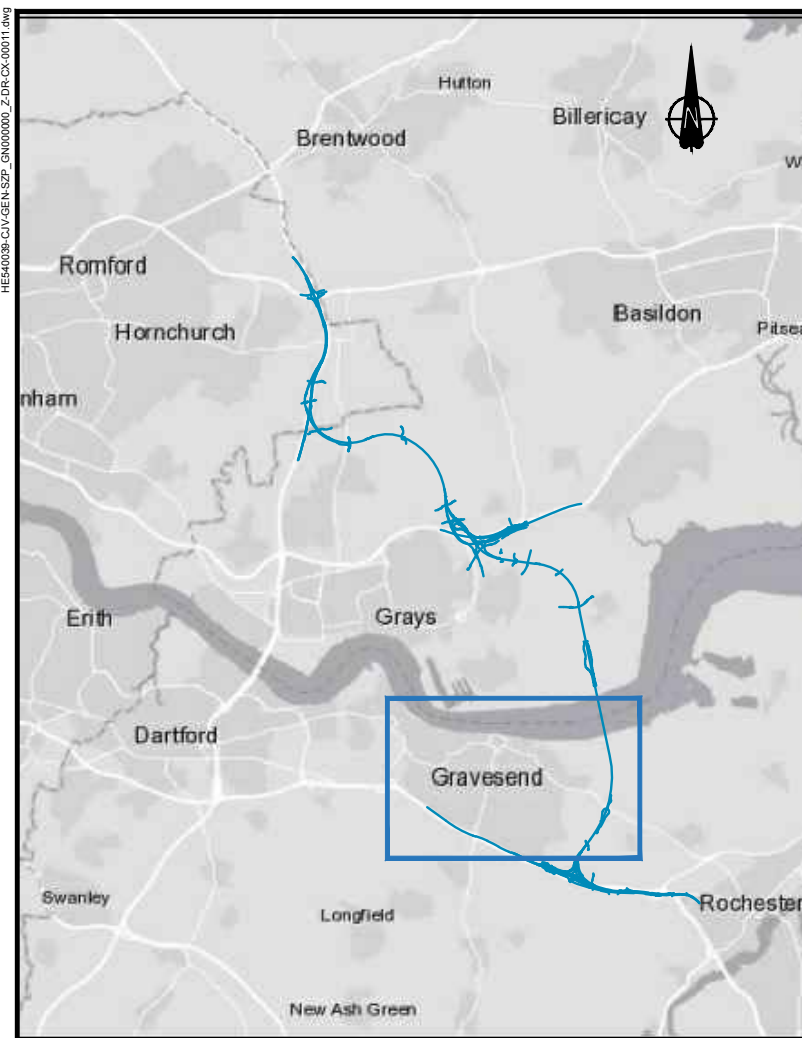 HE540039-CJV-GEN-SZP_GN000000_Z-DR-CX-00011.dwg
Hutton
Billericay
N
Brentwood
W
Romford
Basildon
Hornchurch
Pitsea
nham
Erith
Grays
Dartford
Gravesend
Swanley
Rochester
Longfield
New Ash Green